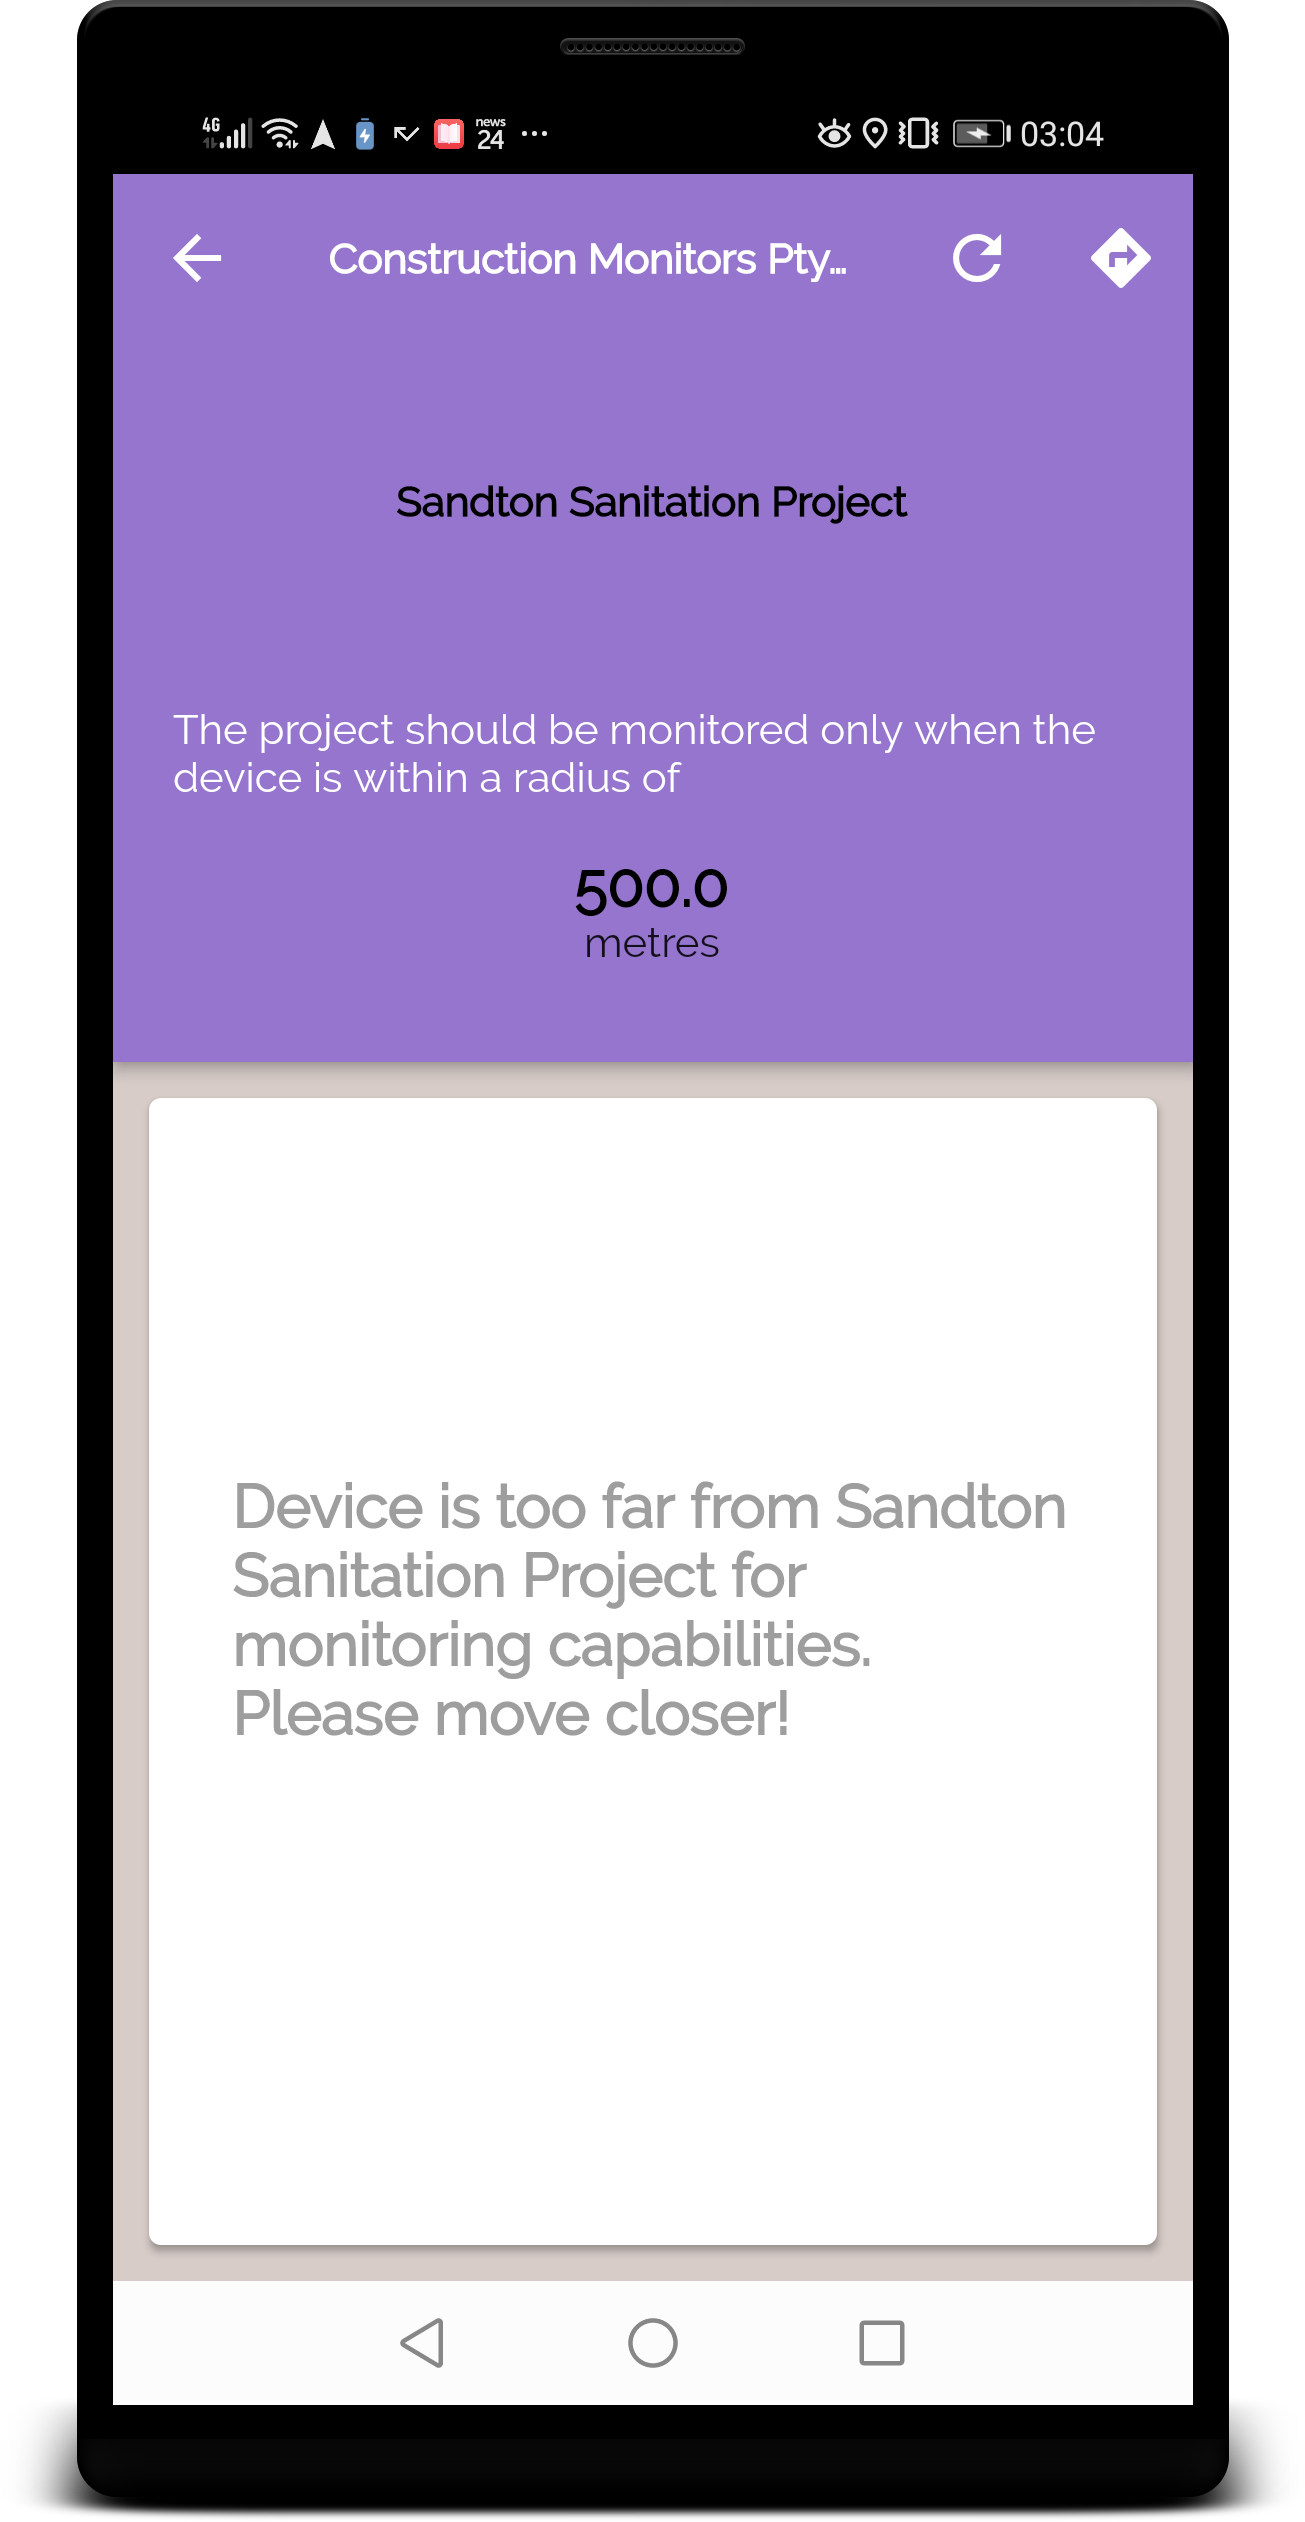 4G
news
24
03:04
Construction Monitors Pty...
Sandton Sanitation Project
The project should be monitored only when the
device is within a radius of
500.0
metres
Device is too far from Sandton
Sanitation Project for
monitoring capabilities.
Please move closer!